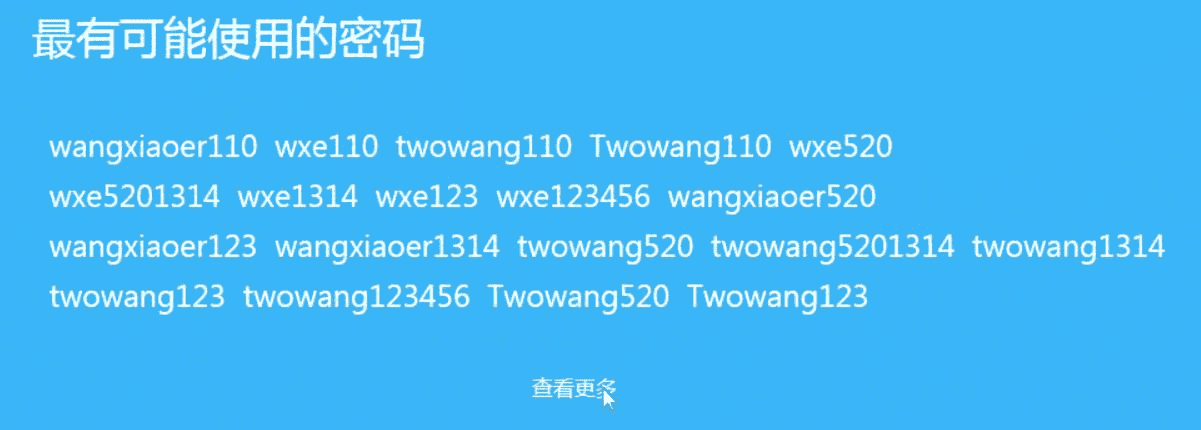 最有可能使用的密码
wangxiaoer110 wxe110 twowang110 Twowang110 wxe520
wxe5201314 wxe1314 wxe123 wxe123456 wangxiaoer520
wangxiaoer123 wangxiaoer1314 twowang520 twowang5201314 twowang1314
twowang123 twowang123456 Twowang520 Twowang123
查看更多